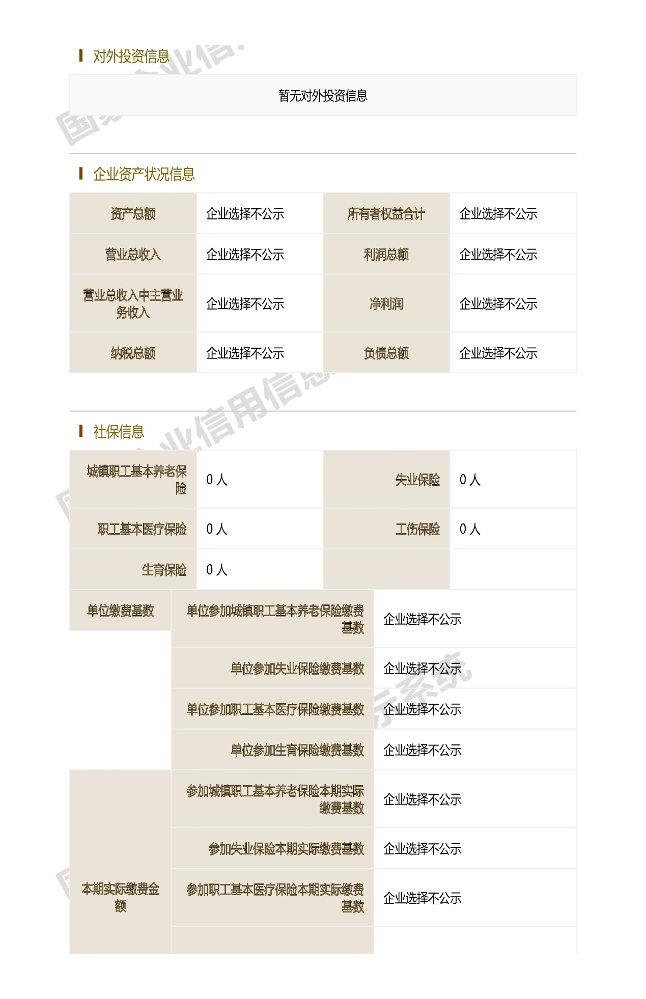 对外投资信息
暂无对外投资信息
企业资产状况信息
资产总额 企业选择不公示 所有者权益合计 企业选择不公示
营业总收入 企业选择不公示 利润总额 企业选择不公示
营业总收入中主营业
务收入 企业选择不公示 净利润 企业选择不公示
纳税总额 企业选择不公示 负债总额 企业选择不公示
社保信息
城镇职工基本养老保
险 0 人 失业保险 0 人
职工基本医疗保险 0 人 工伤保险 0 人
生育保险 0 人
单位缴费基数 单位参加城镇职工基本养老保险缴费
基数 企业选择不公示
单位参加失业保险缴费基数 企业选择不公示
单位参加职工基本医疗保险缴费基数 企业选择不公示
单位参加生育保险缴费基数 企业选择不公示
参加城镇职工基本养老保险本期实际
缴费基数 企业选择不公示
参加失业保险本期实际缴费基数 企业选择不公示
本期实际缴费金
额
参加职工基本医疗保险本期实际缴费
基数 企业选择不公示
业信用信息
示系统